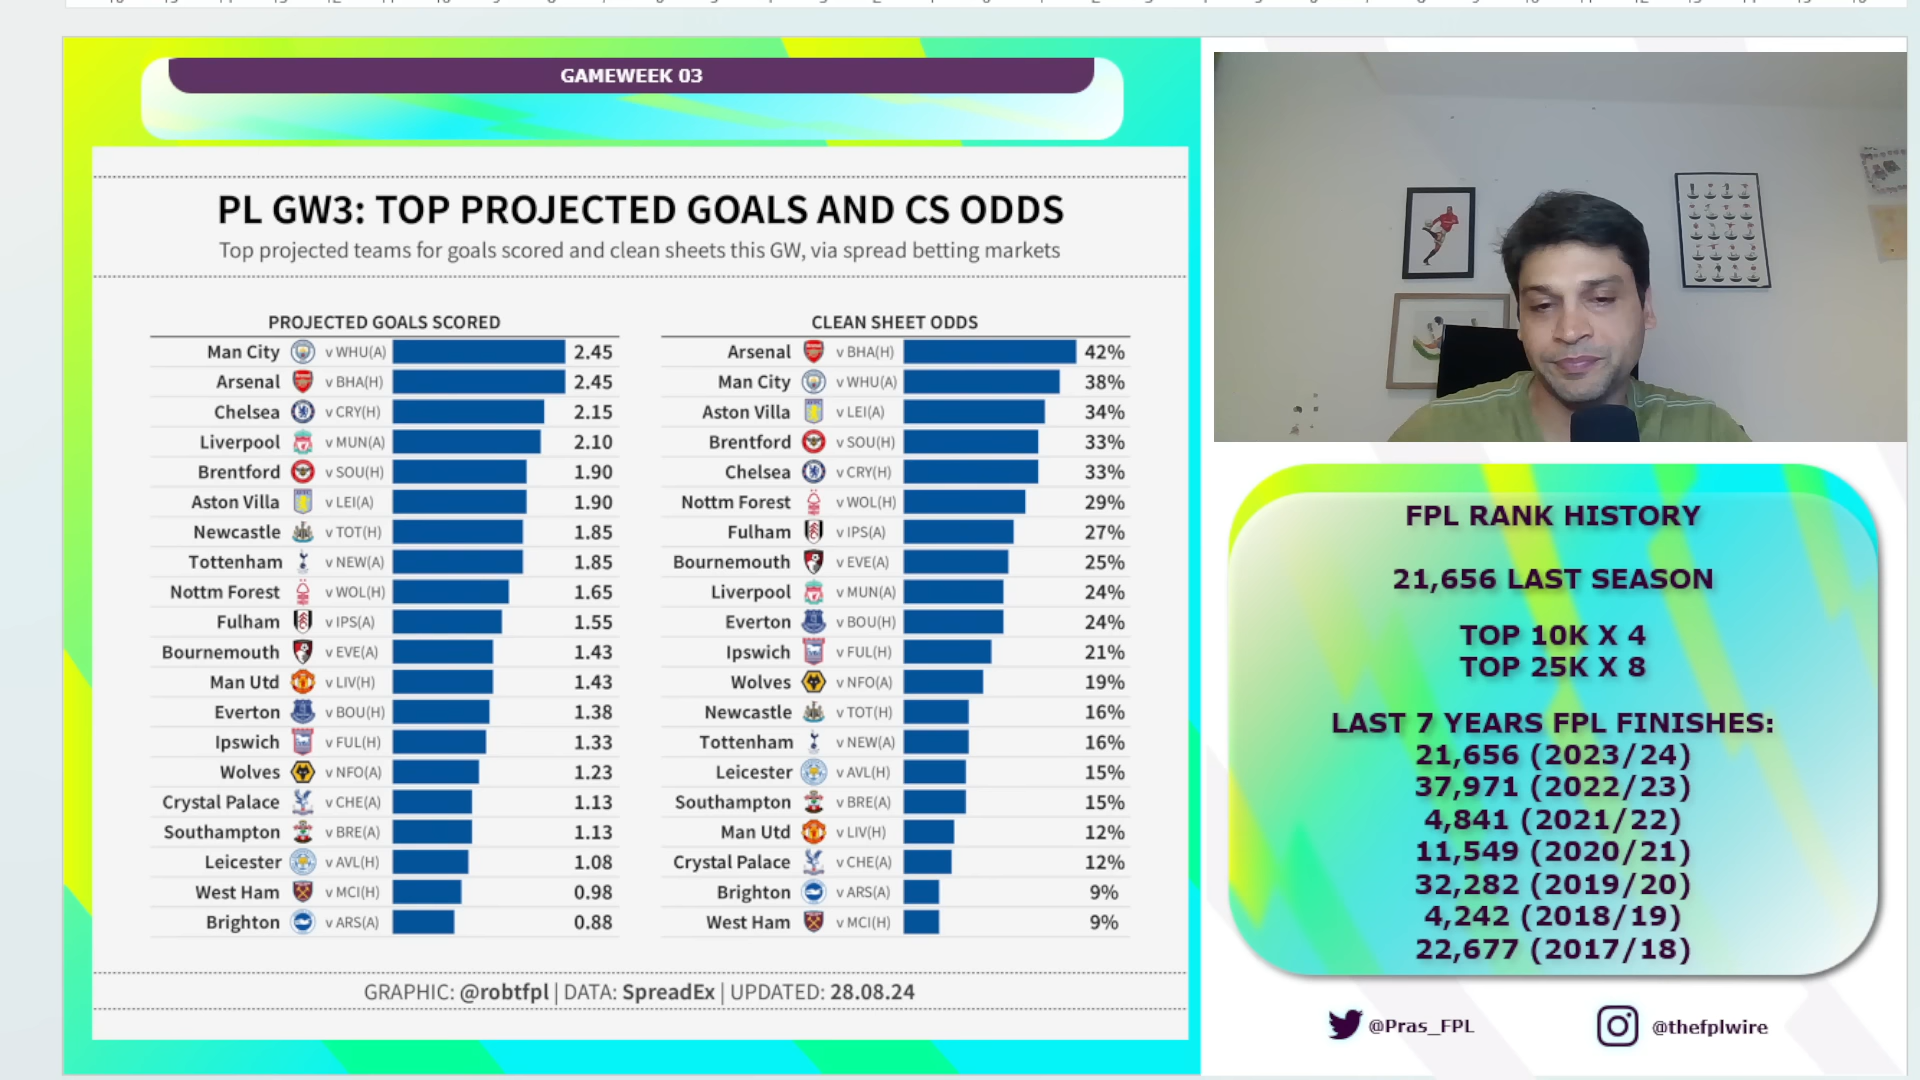 GAMEWEEK 03
PL GW3: TOP PROJECTED GOALS AND CS ODDS
Top projected teams for goals scored and clean sheets this GW, via spread betting markets
PROJECTED GOALS SCORED
Man City v WHU(A) 2.45
Arsenal v BHA(H) 2.45
Chelsea v CRY(H) 2.15
Liverpool v MUN(A) 2.10
Brentford v SOU(H) 1.90
Aston Villa v LEI(A) 1.90
Newcastle v TOT(H) 1.85
Tottenham v NEW(A) 1.85
Nottm Forest v WOL(H) 1.65
Fulham v IPS(A) 1.55
Bournemouth v EVE(A) 1.43
Man Utd v LIV(H) 1.43
Everton v BOU(H) 1.38
Ipswich v FUL(H) 1.33
Wolves v NFO(A) 1.23
Crystal Palace v CHE(A) 1.13
Southampton v BRE(A) 1.13
Leicester v AVL(H) 1.08
West Ham v MCI(H) 0.98
Brighton v ARS(A) 0.88
CLEAN SHEET ODDS
Arsenal v BHA(H) 42%
Man City v WHU(A) 38%
Aston Villa v LEI(A) 34%
Brentford v SOU(H) 33%
Chelsea v CRY(H) 33%
Nottm Forest v WOL(H) 29%
Fulham v IPS(A) 27%
Bournemouth v EVE(A) 25%
Liverpool v MUN(A) 24%
Everton v BOU(H) 24%
Ipswich v FUL(H) 21%
Wolves v NFO(A) 19%
Newcastle v TOT(H) 16%
Tottenham v NEW(A) 16%
Leicester v AVL(H) 15%
Southampton v BRE(A) 15%
Man Utd v LIV(H) 12%
Crystal Palace v CHE(A) 12%
Brighton v ARS(A) 9%
West Ham v MCI(H) 9%
GRAPHIC: @robtfpl | DATA: SpreadEx | UPDATED: 28.08.24
FPL RANK HISTORY
21,656 LAST SEASON
TOP 10K X 4
TOP 25K X 8
LAST 7 YEARS FPL FINISHES:
21,656 (2023/24)
37,971 (2022/23)
4,841 (2021/22)
11,549 (2020/21)
32,282 (2019/20)
4,242 (2018/19)
22,677 (2017/18)
@Pras_FPL
@thefplwire